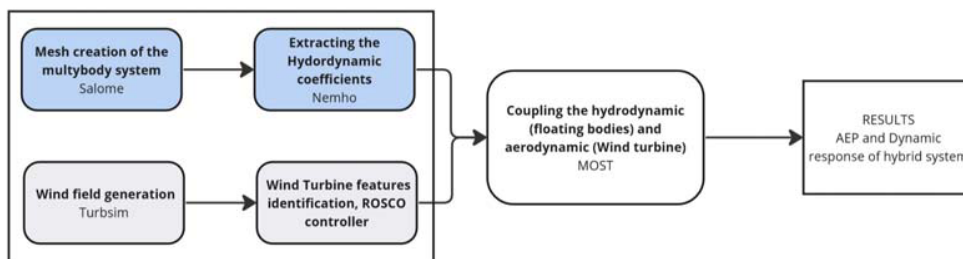 Mesh creation of the
multybody system
Salome
Extracting the
Hydordynamic
coefficients
Nemho
Wind field generation
Turbsim
Wind Turbine features
identification, ROSCO
controller
Coupling the hydrodynamic
(floating bodies) and
aerodynamic (Wind turbine)
MOST
RESULTS
AEP and Dynamic
response of hybrid system